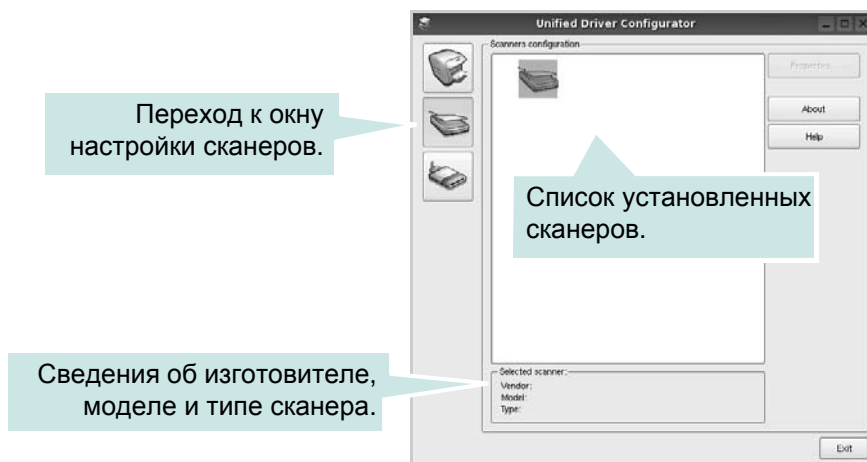 Unified Driver Configurator
Scanners configuration
Properties...
About
Help
Переход к окну
настройки сканеров.
Список установленных
сканеров.
Сведения об изготовителе,
моделе и типе сканера.
Selected scanner:
Vendor:
Model:
Type:
Exit